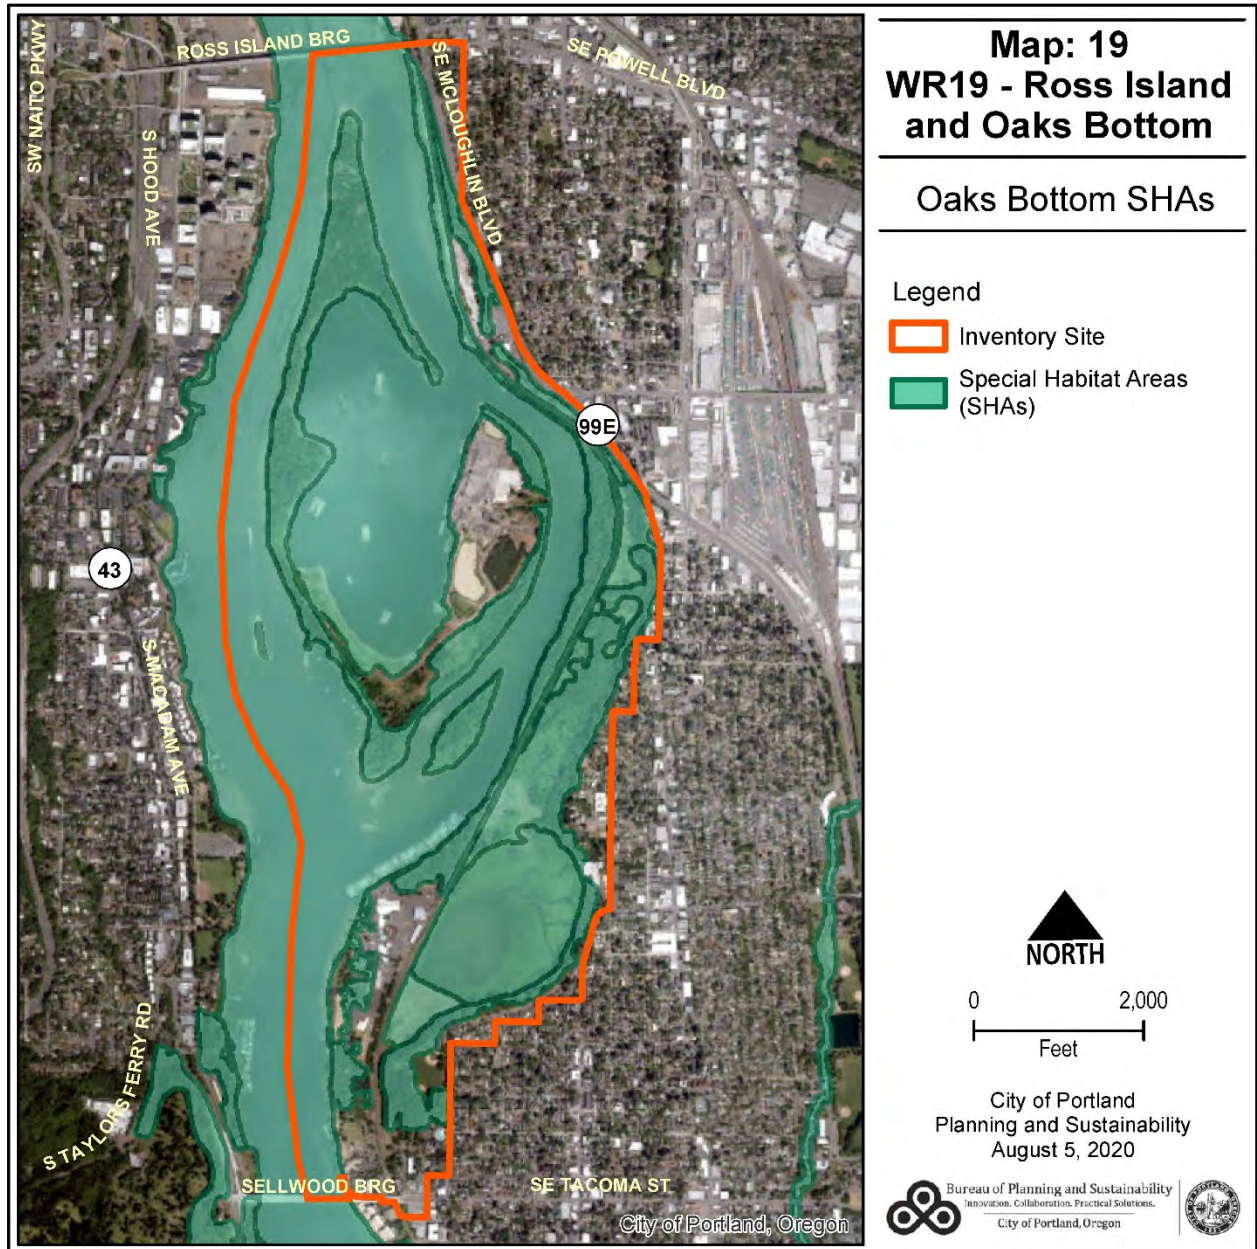 Map: 19
WR19 - Ross Island
and Oaks Bottom
Oaks Bottom SHAs
Legend
Inventory Site
Special Habitat Areas
(SHAs)
ROSS ISLAND BRG
SW NAITO PKWY
S HOOD AVE
SE MCLOUGHLIN BLVD
SE POWELL BLVD
99E
43
S MACADAM AVE
S TAYLORS FERRY RD
SELLWOOD BRG
SE TACOMA ST
City of Portland, Oregon
NORTH
0 2,000
Feet
City of Portland
Planning and Sustainability
August 5, 2020
Bureau of Planning and Sustainability
Innovation. Collaboration. Practical Solutions.
City of Portland, Oregon